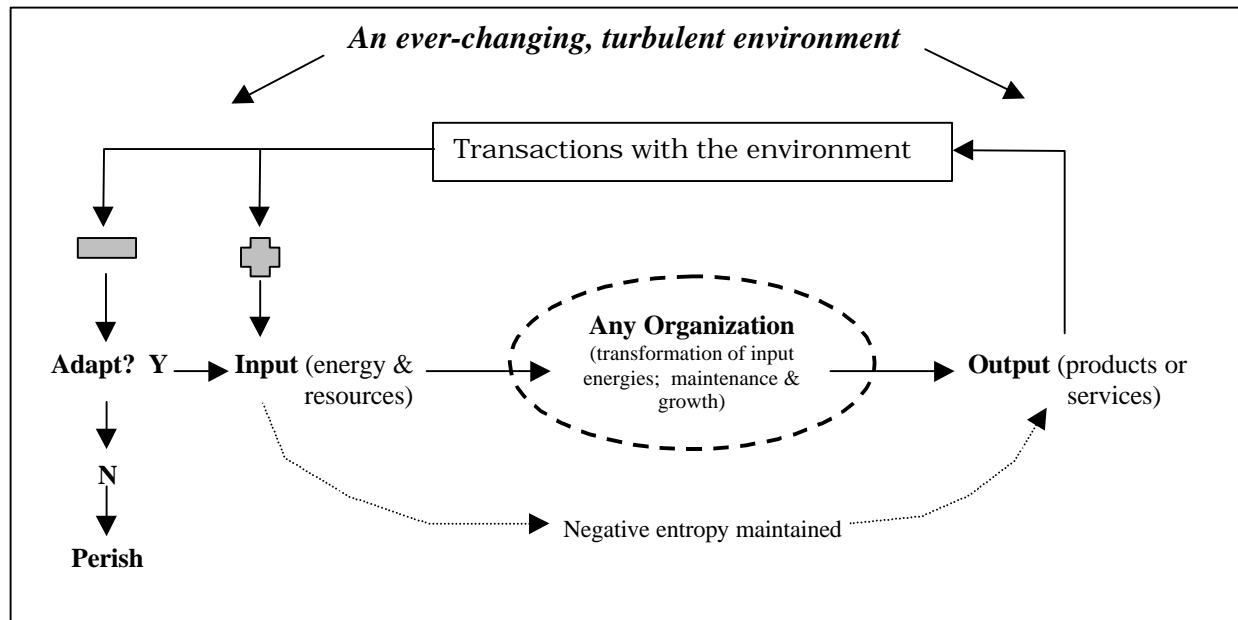 An ever-changing, turbulent environment
Transactions with the environment
Adapt? Y
Input (energy &
resources)
Any Organization
(transformation of input
energies; maintenance &
growth)
Output (products or
services)
N
Negative entropy maintained
Perish